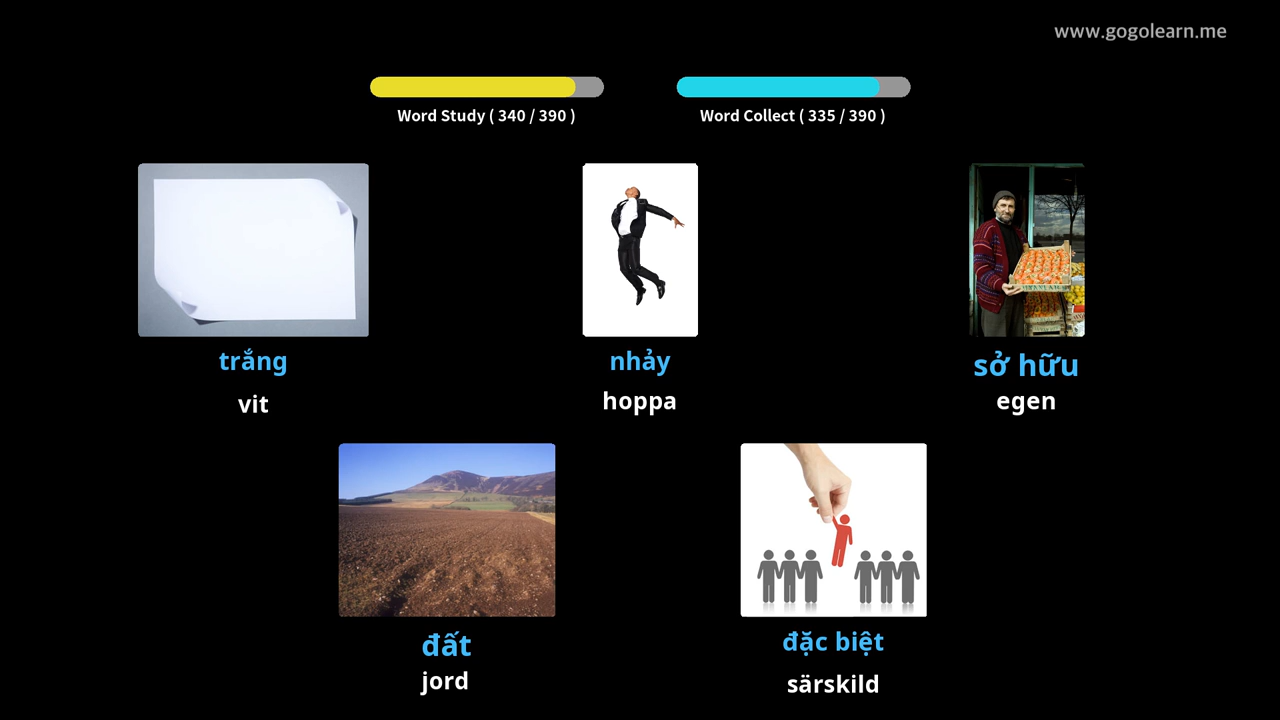 www.gogolearn.me
Word Study ( 340 / 390 )
Word Collect ( 335 / 390 )
trắng
vit
nhảy
hoppa
sở hữu
egen
đất
jord
đặc biệt
särskild